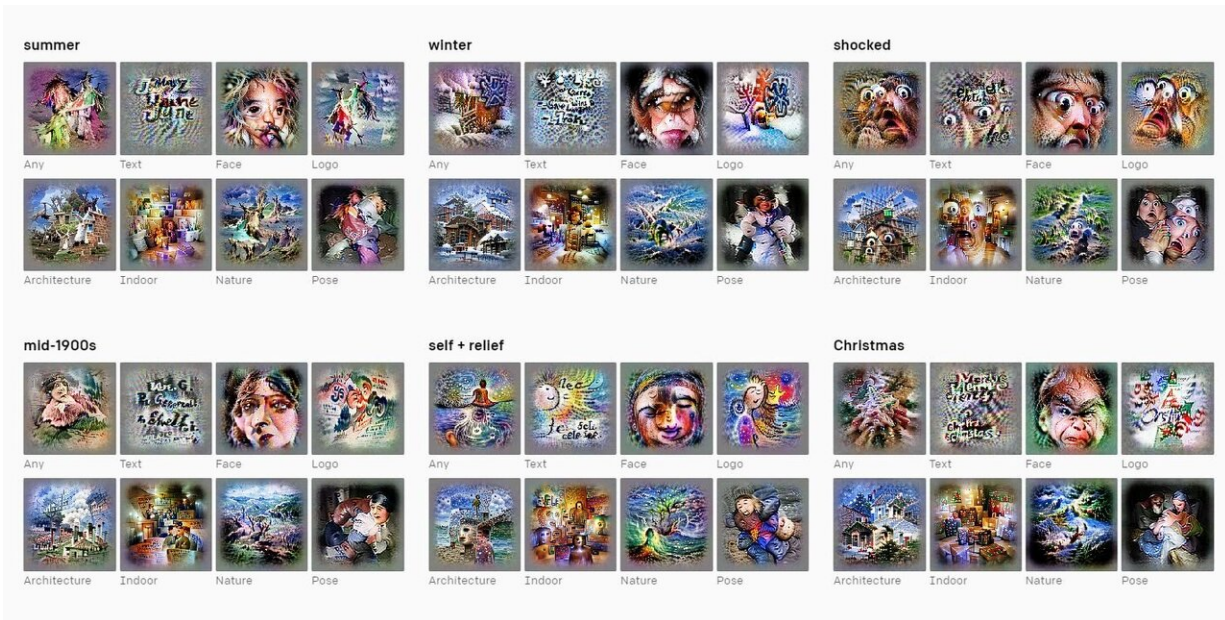 summer
winter
shocked
Any
Text
Face
Logo
Any
Text
Face
Logo
Any
Text
Face
Logo
Architecture
Indoor
Nature
Pose
Architecture
Indoor
Nature
Pose
Architecture
Indoor
Nature
Pose
mid-1900s
self + relief
Christmas
Any
Text
Face
Logo
Any
Text
Face
Logo
Any
Text
Face
Logo
Architecture
Indoor
Nature
Pose
Architecture
Indoor
Nature
Pose
Architecture
Indoor
Nature
Pose